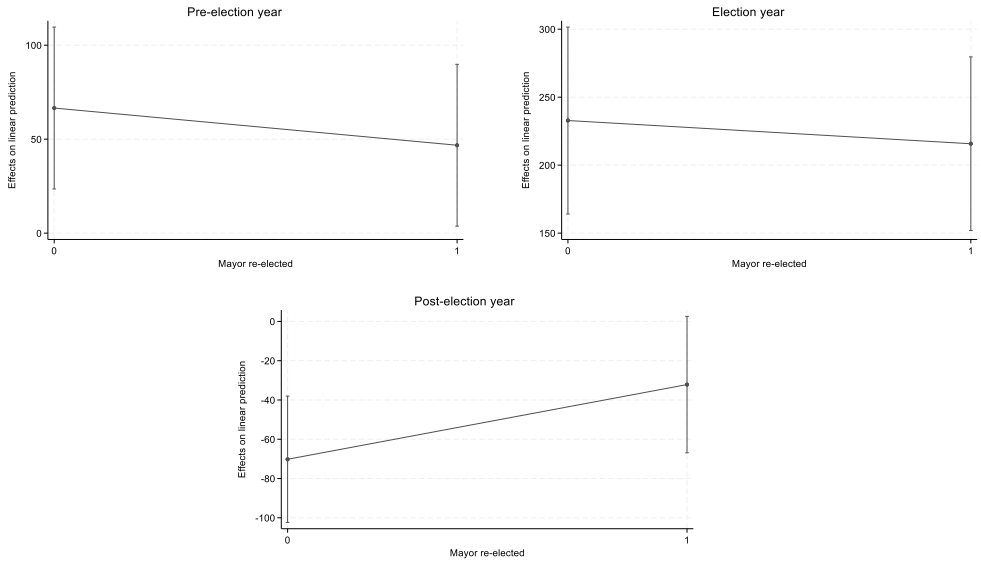 Pre-election year
Effects on linear prediction
100
50
0
0 1
Mayor re-elected
Election year
Effects on linear prediction
300
250
200
150
0 1
Mayor re-elected
Post-election year
Effects on linear prediction
0
-20
-40
-60
-80
-100
0 1
Mayor re-elected